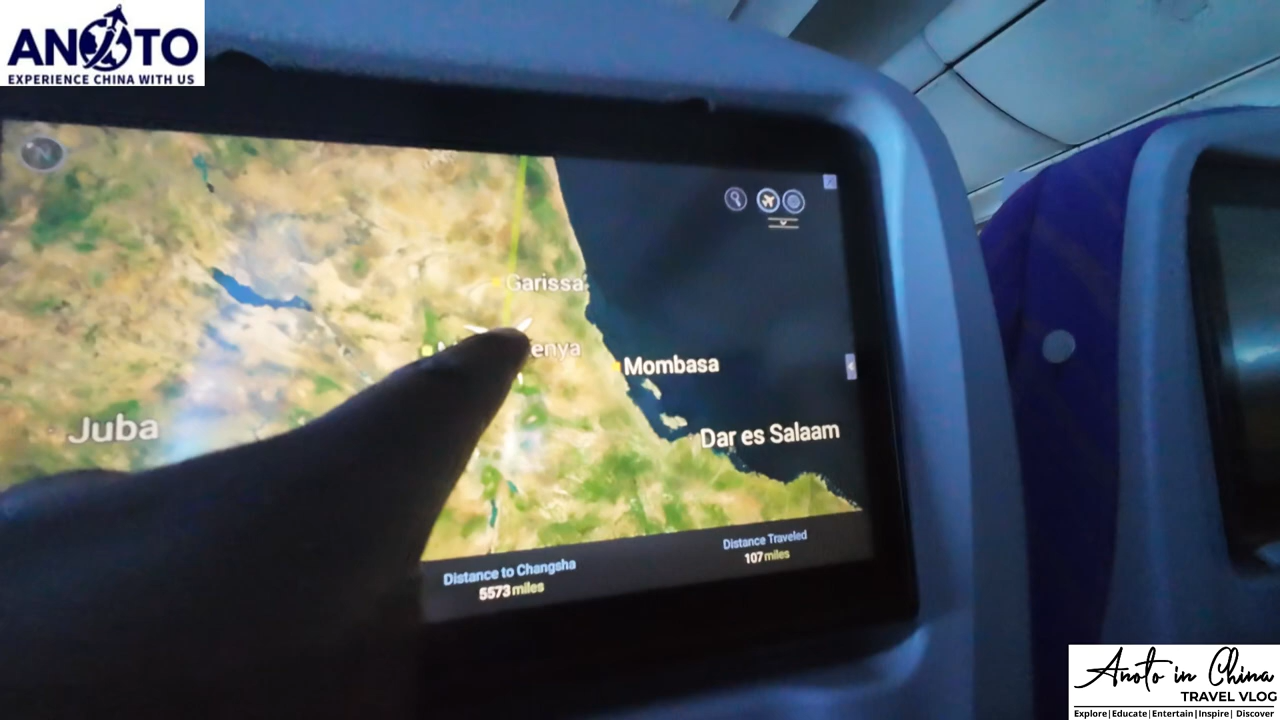 ANOTO
EXPERIENCE CHINA WITH US
N
Garissa
enya
Mombasa
Juba
Dar es Salaam
Distance to Changsha
5573 miles
Distance Traveled
107 miles
Anoto in China
TRAVEL VLOG
Explore|Educate|Entertain|Inspire| Discover